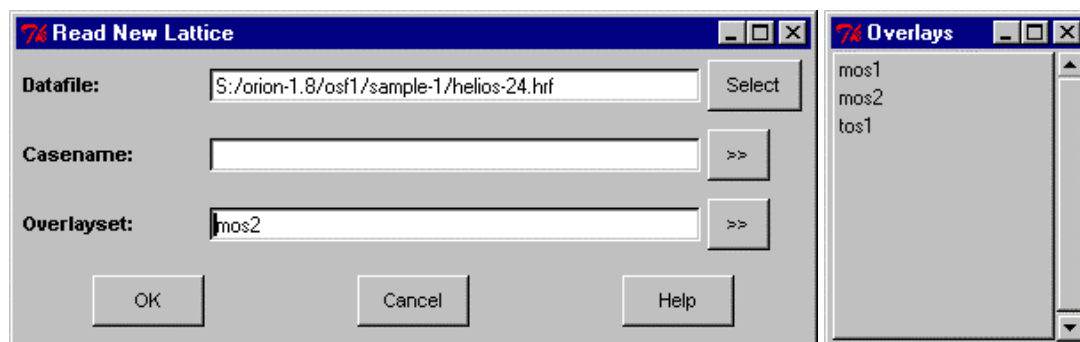 Read New Lattice
Datafile: S:/orion-1.8/osf1/sample-1/helios-24.hrf Select
Casename: >>
Overlayset: mos2 >>
OK Cancel Help
Overlays
mos1
mos2
tos1